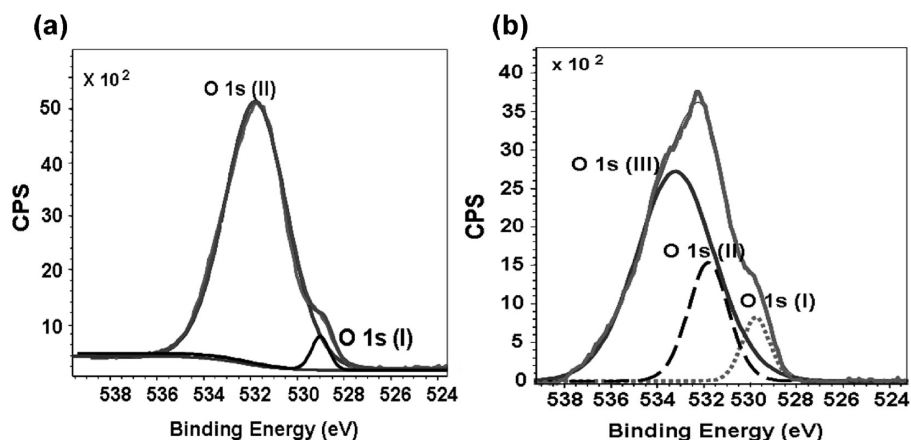 (a)
X 10²
O 1s (II)
50
40
30
20
10
O 1s (I)
CPS
538 536 534 532 530 528 526 524
Binding Energy (eV)
(b)
x 10²
40
35
30
25
20
15
10
5
0
O 1s (III)
O 1s (II)
O 1s (I)
CPS
538 536 534 532 530 528 526 524
Binding Energy (eV)